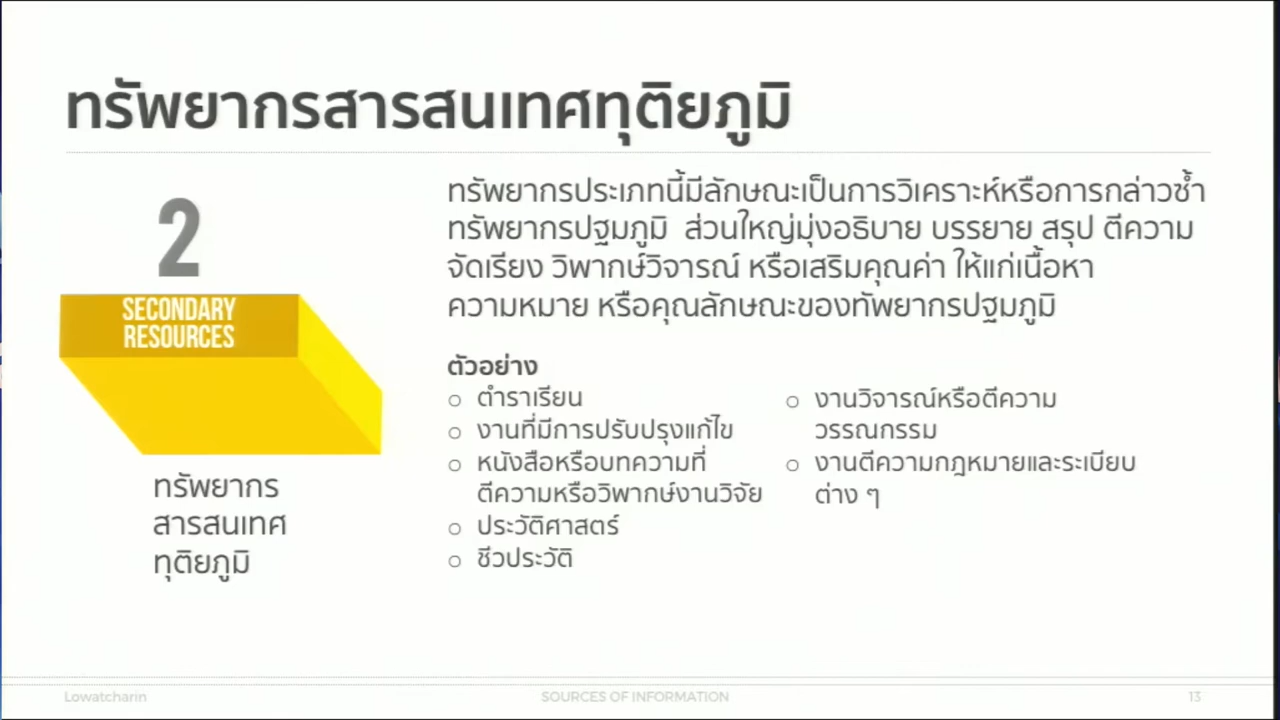 ทรัพยากรสารสนเทศทุติยภูมิ
2
SECONDARY
RESOURCES
ทรัพยากร
สารสนเทศ
ทุติยภูมิ
ทรัพยากรประเภทนี้มีลักษณะเป็นการวิเคราะห์หรือการกล่าวซ้ำ
ทรัพยากรปฐมภูมิ ส่วนใหญ่มุ่งอธิบาย บรรยาย สรุป ตีความ
จัดเรียง วิพากษ์วิจารณ์ หรือเสริมคุณค่า ให้แก่เนื้อหา
ความหมาย หรือคุณลักษณะของทัพยากรปฐมภูมิ
ตัวอย่าง
○ ตำราเรียน
○ งานที่มีการปรับปรุงแก้ไข
○ หนังสือหรือบทความที่
ตีความหรือวิพากษ์งานวิจัย
○ ประวัติศาสตร์
○ ชีวประวัติ
○ งานวิจารณ์หรือตีความ
วรรณกรรม
○ งานตีความกฎหมายและระเบียบ
ต่าง ๆ
Lowatcharin
SOURCES OF INFORMATION
13